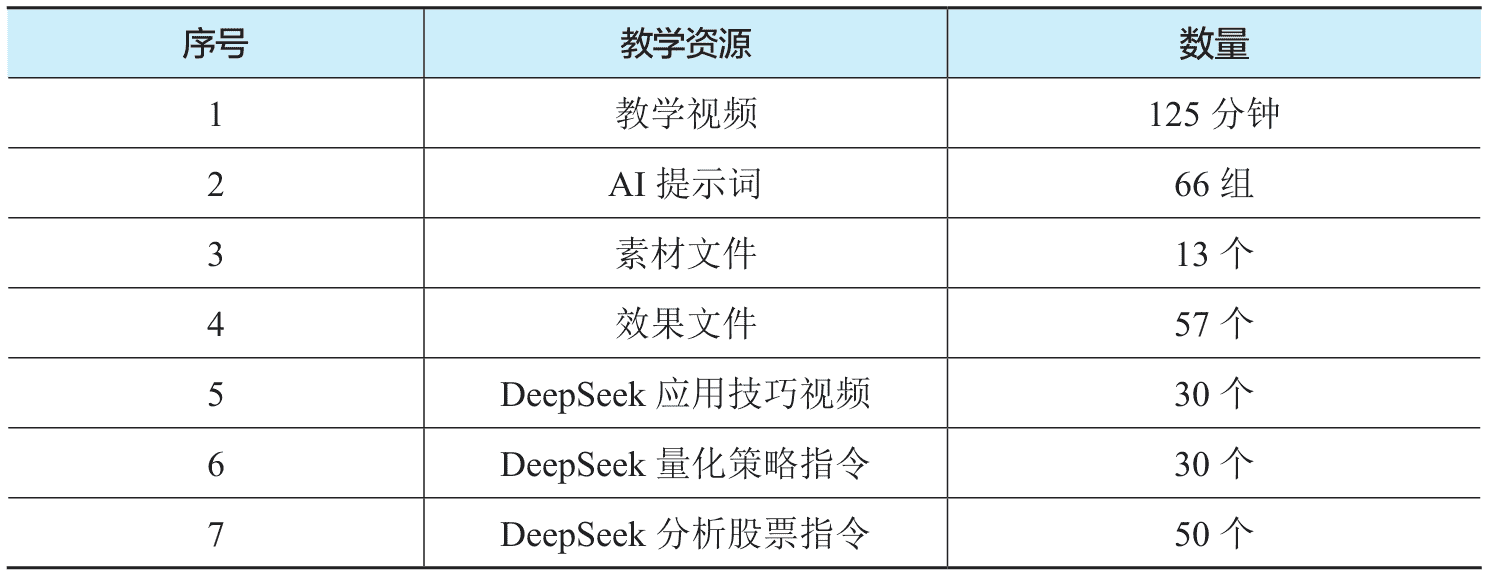 序号 教学资源 数量
1 教学视频 125 分钟
2 AI 提示词 66 组
3 素材文件 13 个
4 效果文件 57 个
5 DeepSeek 应用技巧视频 30 个
6 DeepSeek 量化策略指令 30 个
7 DeepSeek 分析股票指令 50 个